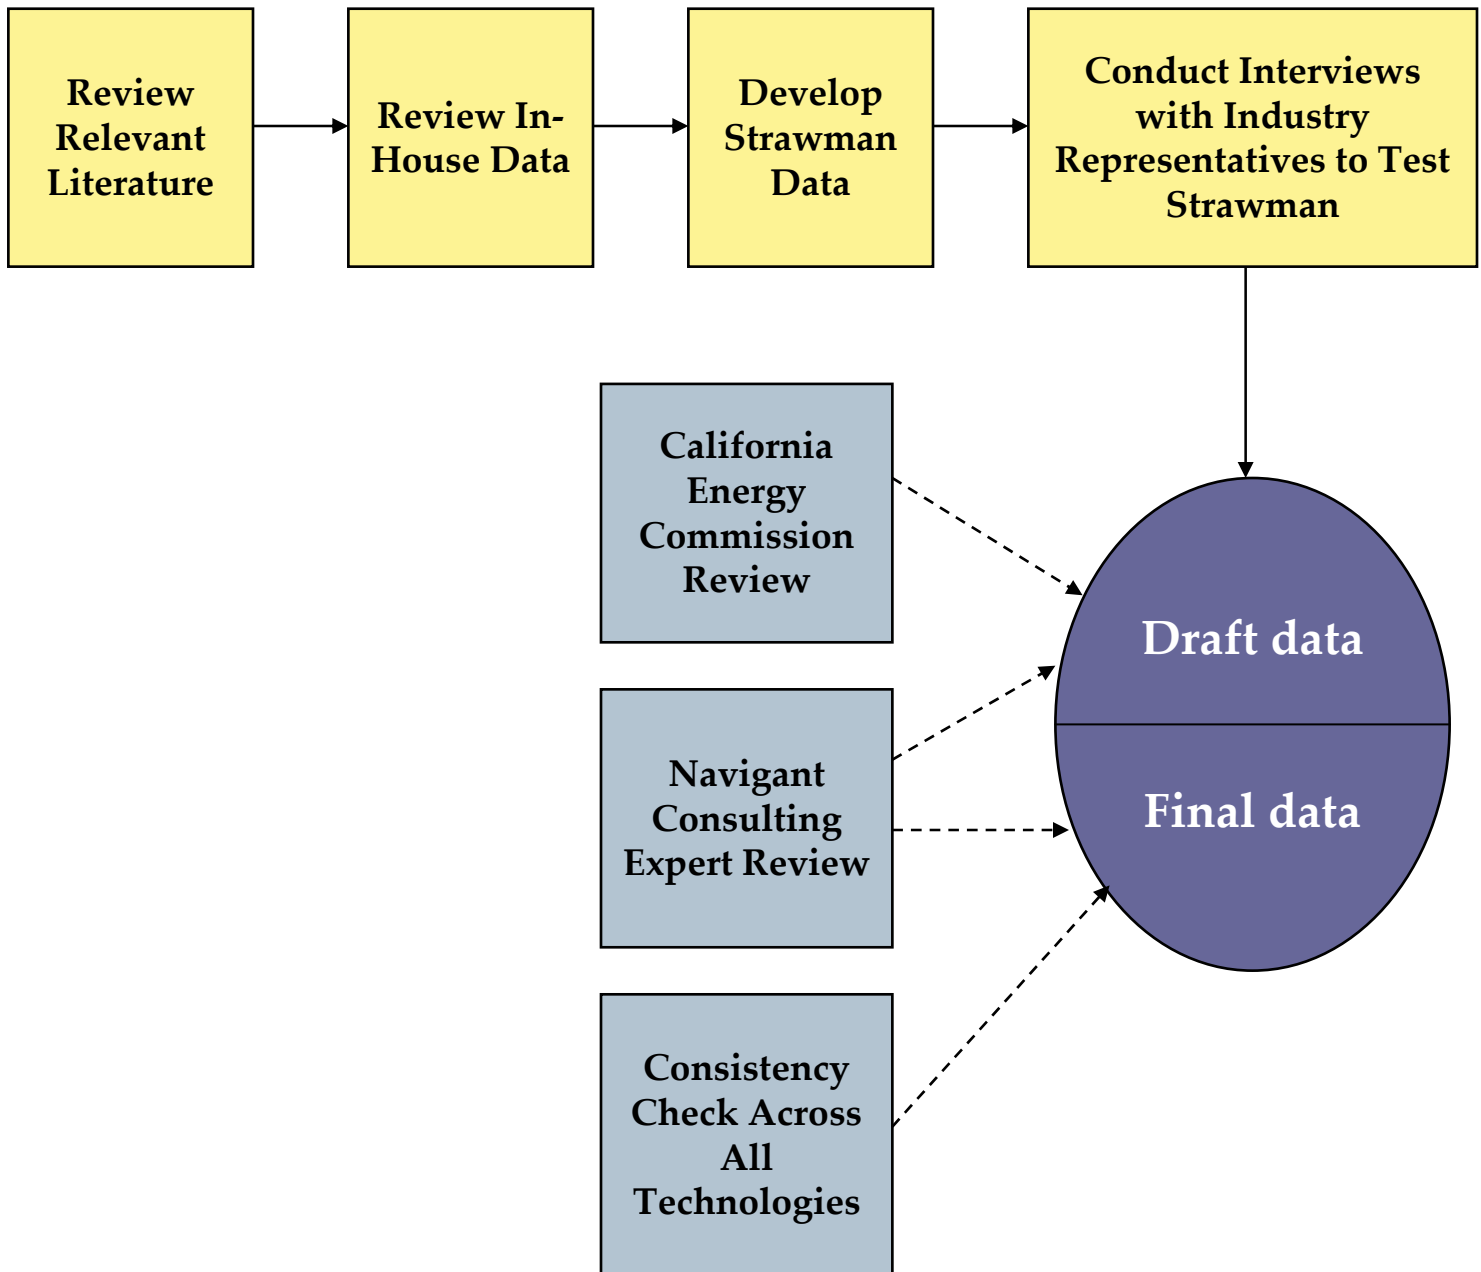 Review
Relevant
Literature
Review In-
House Data
Develop
Strawman
Data
Conduct Interviews
with Industry
Representatives to Test
Strawman
California
Energy
Commission
Review
Draft data
Navigant
Consulting
Expert Review
Final data
Consistency
Check Across
All
Technologies